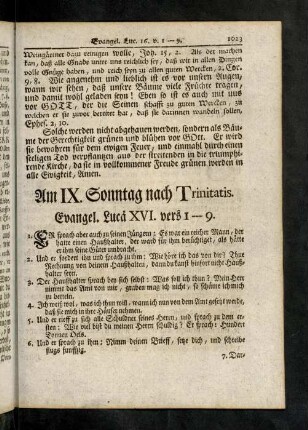 Evangel. Luc. 16. v. 1 — 9. 1023
Weingärtner dazu reinigen wolle, Joh. 15, 2. Als der machen
kan, daß alle Gnade unter uns reichlich sey, daß wir in allen Dingen
volle Gnüge haben, und reich seyn zu allen guten Wercken, 2. Cor.
9, 8. Wie angenehm und lieblich ist es vor unsern Augen,
wann wir sehen, daß unsere Bäume viele Früchte tragen,
und damit wohl geladen seyn! Eben so ist es auch mit uns
vor GOTT, der die Seinen schafft zu guten Wercken, zu
welchen er sie zuvor bereitet hat, daß sie darinnen wandeln sollen,
Ephes. 2, 10.
Solche werden nicht abgehauen werden, sondern als Bäu-
me der Gerechtigkeit grünen und blühen vor GOtt. Er wird
sie bewahren für dem ewigen Feuer, und einmahl durch einen
seligen Tod verpflanzen aus der streitenden in die triumphi-
rende Kirche, da sie in vollkommener Freude grünen werden in
alle Ewigkeit, Amen.
Am IX. Sonntag nach Trinitatis.
Evangel. Lucä XVI. vers 1 — 9.
1. ER sprach aber auch zu seinen Jüngern: Es war ein reicher Mann, der
hatte einen Haushalter, der ward für ihm berüchtiget, als hätte
er ihm seine Güter umbracht.
2. Und er foderte ihn und sprach zu ihm: Wie höre ich das von dir? Thue
Rechnung von deinem Haushalten, dann du kanst hinfort nicht Haus-
halter seyn.
3. Der Haushalter sprach bey sich selbst: Was soll ich thun? Mein Herr
nimmt das Amt von mir, graben mag ich nicht, so schäme ich mich zu
betteln.
4. Ich weiß wol, was ich thun will, wann ich nun von dem Amt gesetzt werde,
daß sie mich in ihre Häuser nehmen.
5. Und er rieff zu sich alle Schuldner seines Herrn, und sprach zu dem er-
sten: Wie viel bist du meinem Herrn schuldig? Er sprach: Hundert
Tonnen Oels.
6. Und er sprach zu ihm: Nimm deinen Brieff, setze dich, und schreibe
flugs funffzig.
7. Dar-